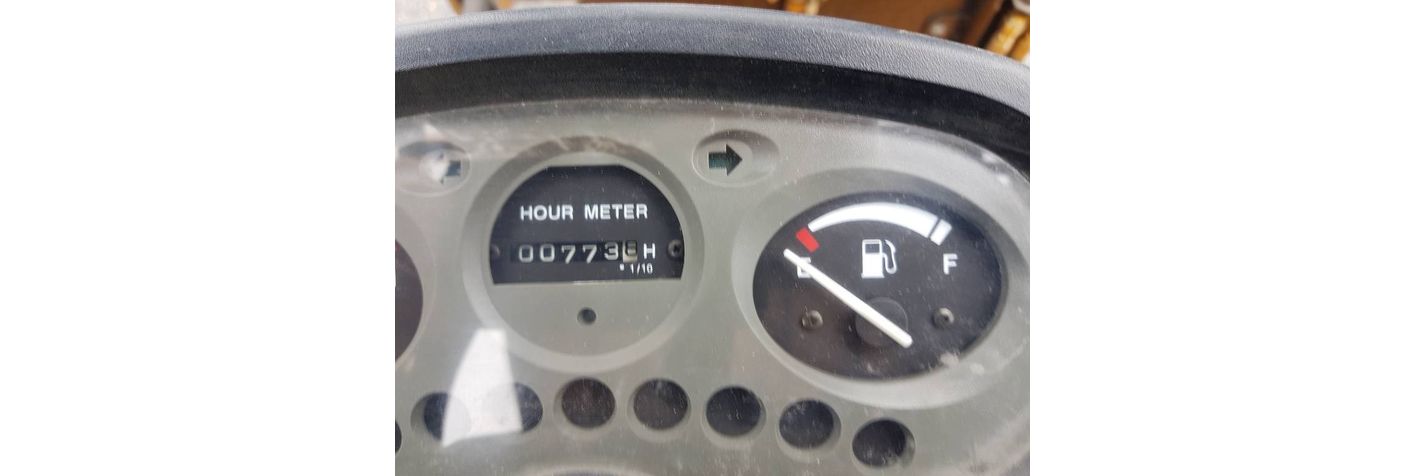 HOUR METER
00773 H
* 1/10
E F